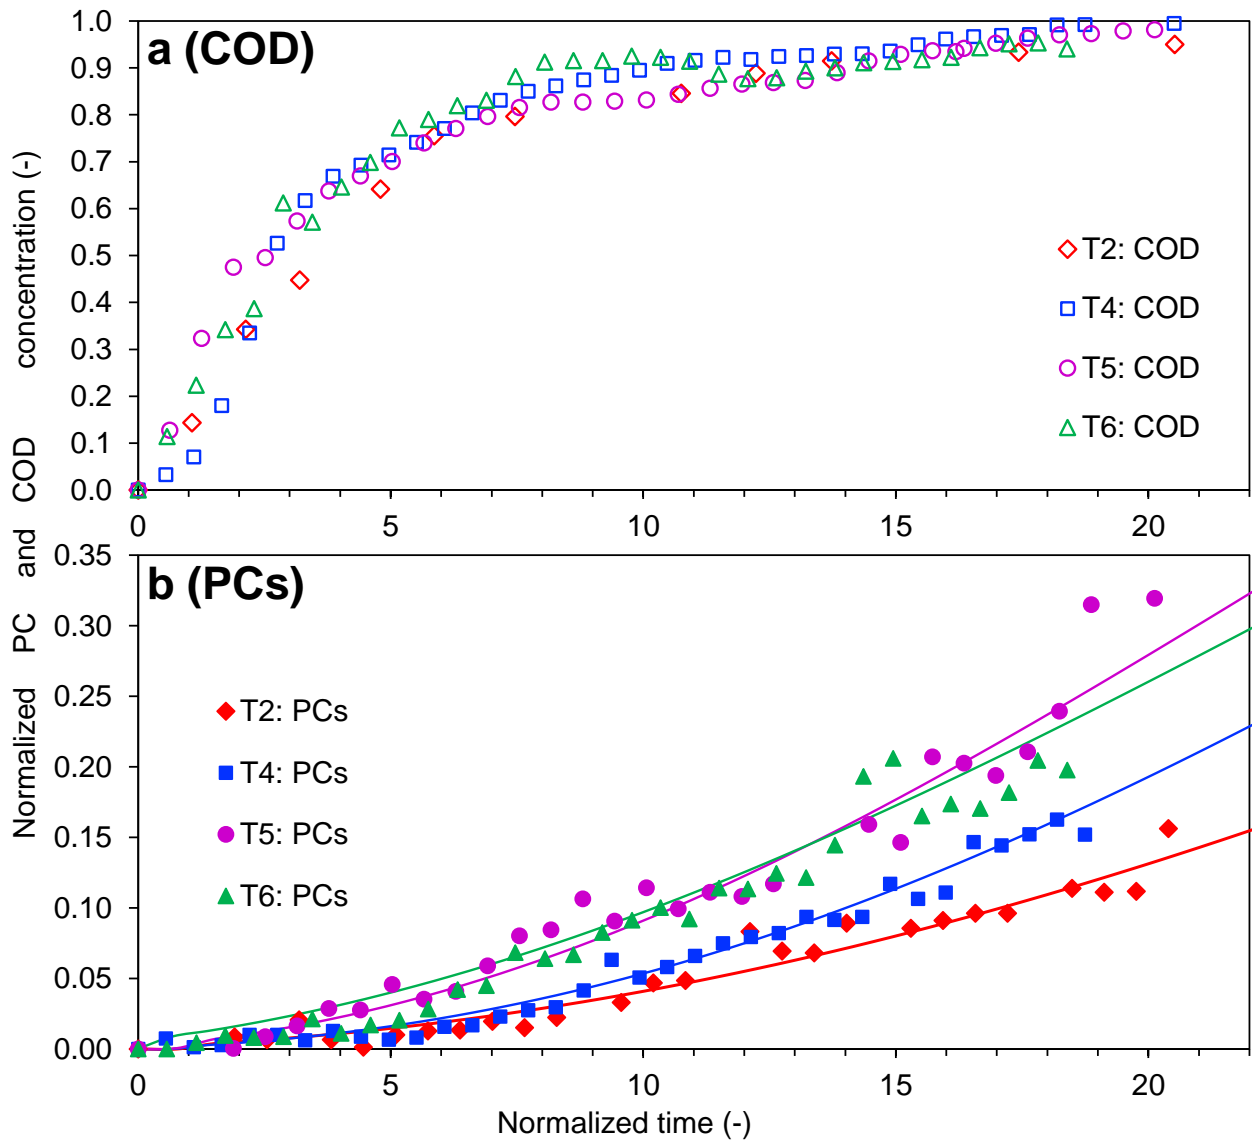 a (COD)
1.0
0.9
0.8
0.7
0.6
0.5
0.4
0.3
0.2
0.1
0.0
T2: COD
T4: COD
T5: COD
T6: COD
0 5 10 15 20
Normalized PC and COD concentration (-)
b (PCs)
0.35
0.30
0.25
0.20
0.15
0.10
0.05
0.00
T2: PCs
T4: PCs
T5: PCs
T6: PCs
0 5 10 15 20
Normalized time (-)